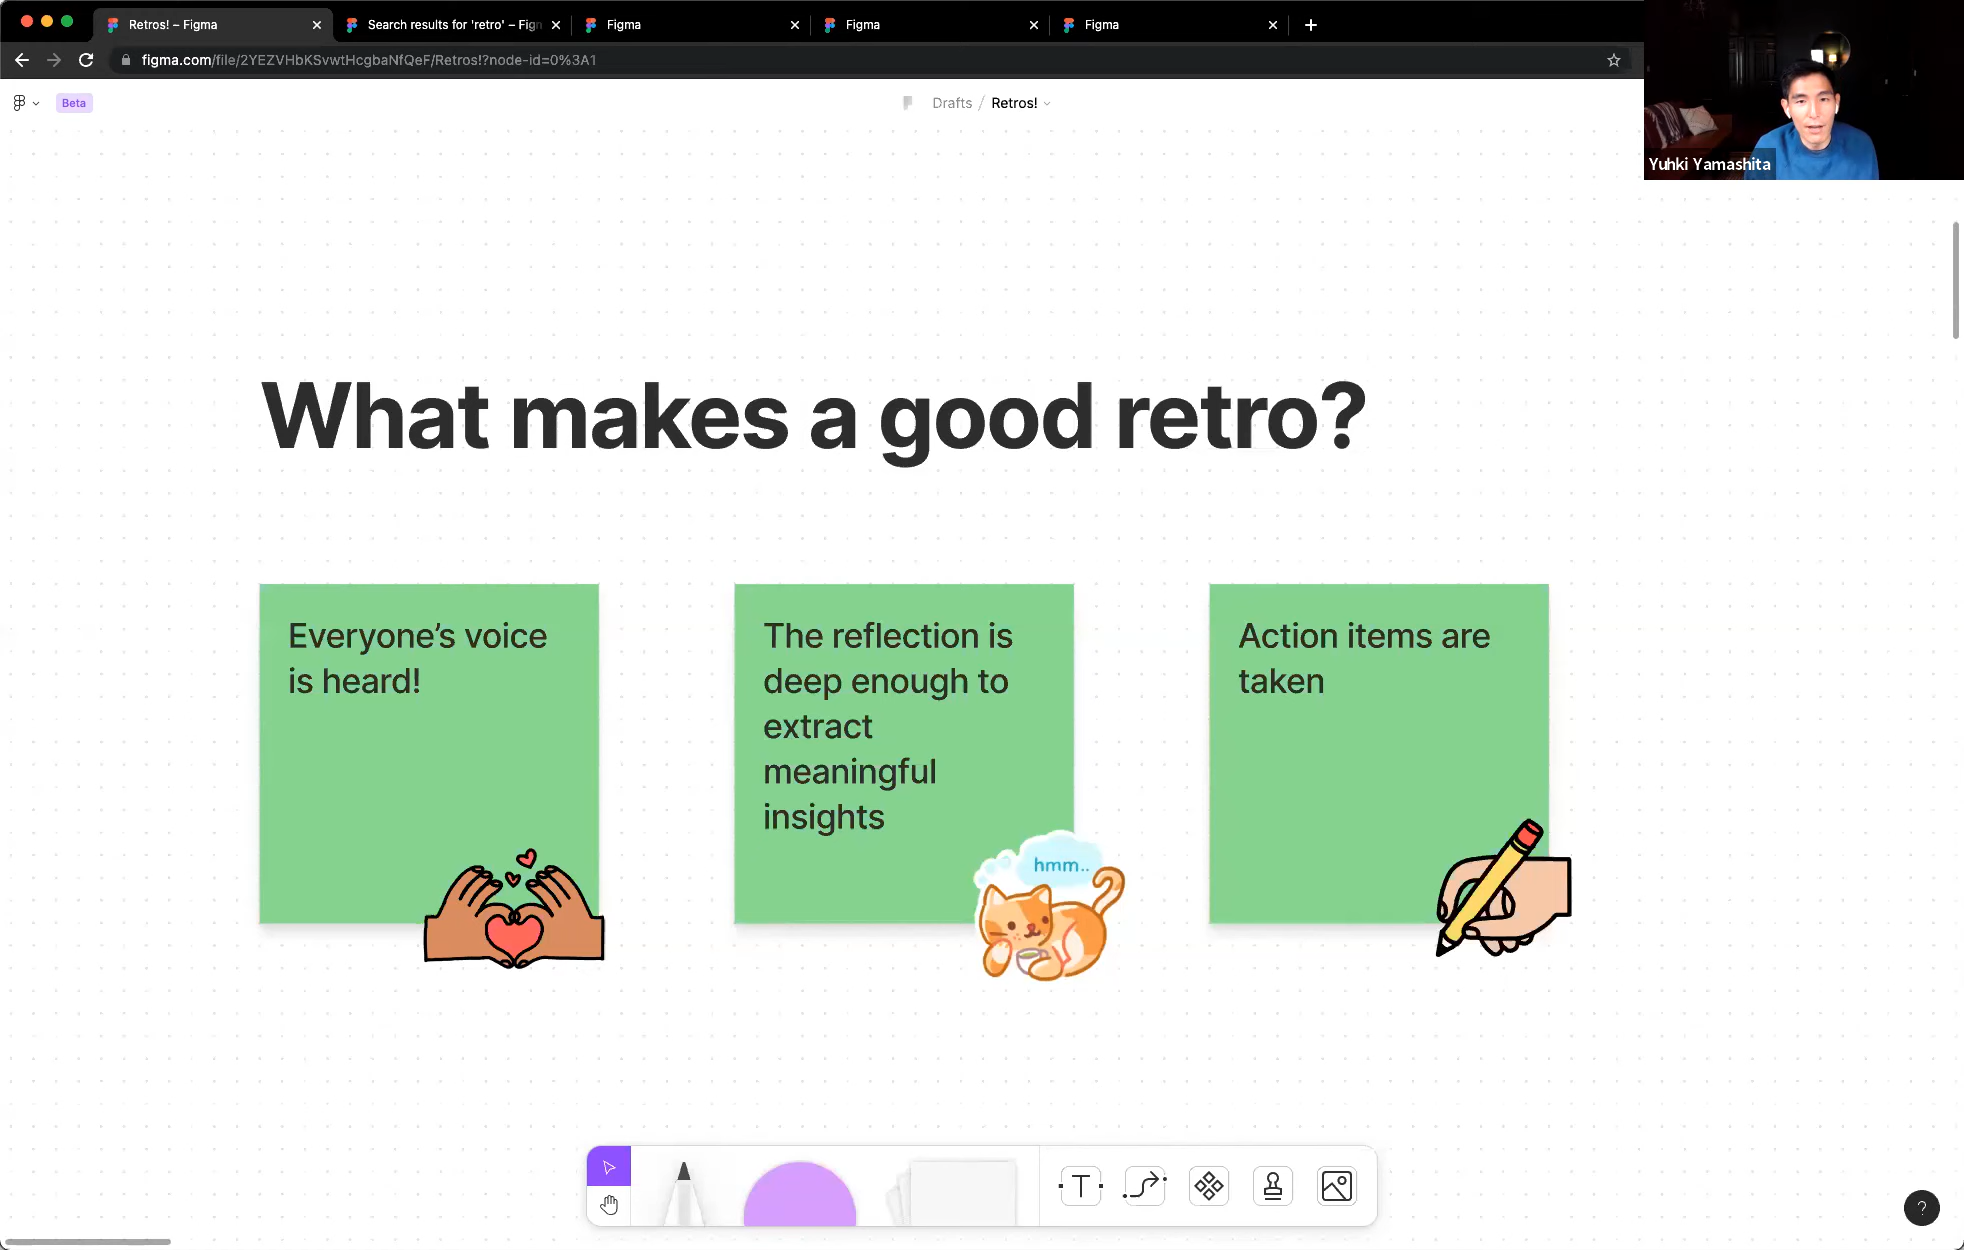 Retros! – Figma
Search results for 'retro' – Fig
Figma
Figma
Figma
figma.com/file/2YEZVHbKSvwtHcgbaNfQeF/Retros!?node-id=0%3A1
Beta
Drafts / Retros!
Yuhki Yamashita
What makes a good retro?
Everyone’s voice
is heard!
The reflection is
deep enough to
extract
meaningful
insights
hmm..
Action items are
taken
T
?